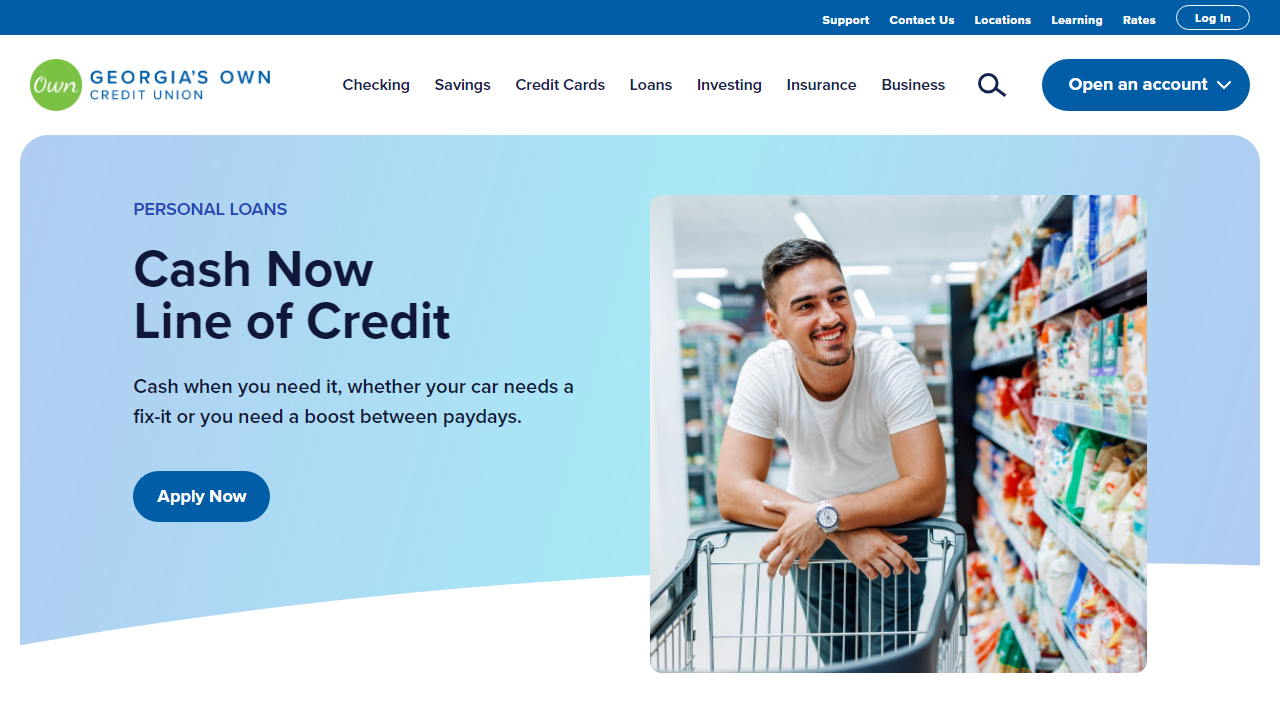 Support Contact Us Locations Learning Rates Log In
Own GEORGIA'S OWN
CREDIT UNION
Checking Savings Credit Cards Loans Investing Insurance Business Open an account
PERSONAL LOANS
Cash Now
Line of Credit
Cash when you need it, whether your car needs a
fix-it or you need a boost between paydays.
Apply Now